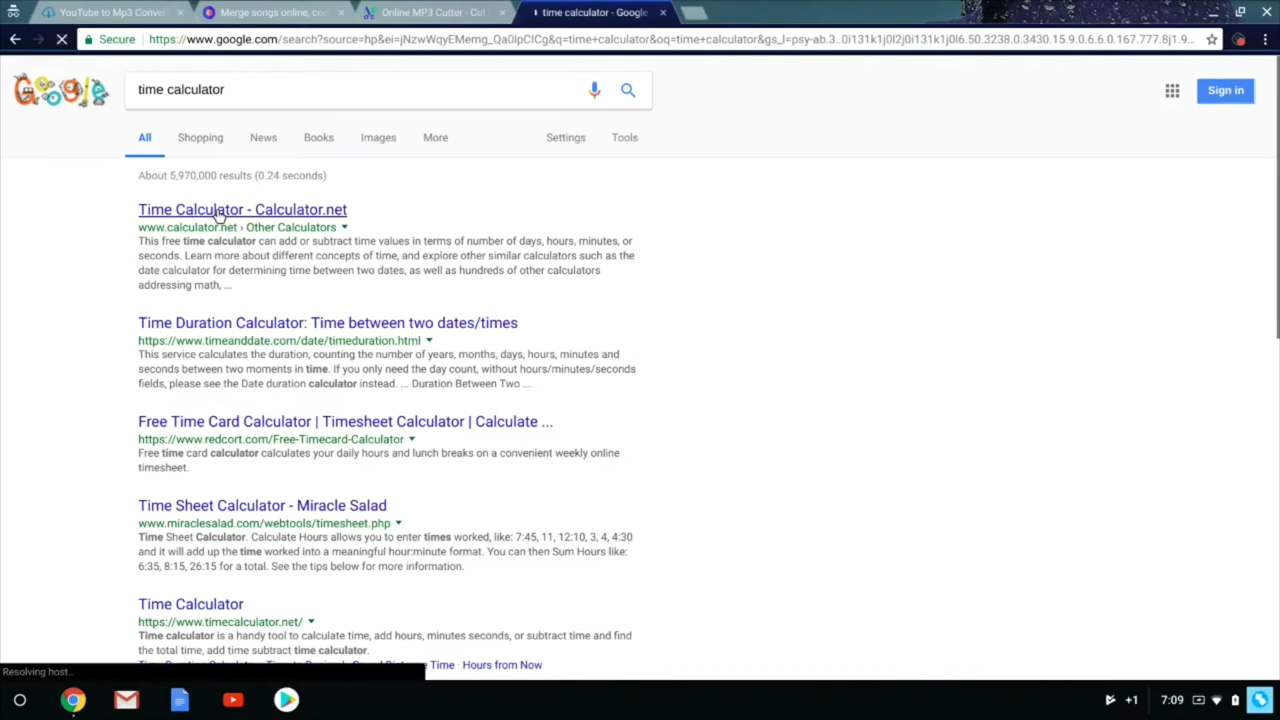 YouTube to Mp3 Conver
Merge songs online, co
Online MP3 Cutter - Cut
time calculator - Google
Secure
https://www.google.com/search?source=hp&ei=jNzwWqyEMemg_Qa0lpCICg&q=time+calculator&oq=time+calculator&gs_l=psy-ab.3..0i131k1j0l2j0i131k1j0l6.50.3238.0.3430.15.9.0.6.6.0.167.777.8j1.9...
Google
time calculator
Sign in
All
Shopping
News
Books
Images
More
Settings
Tools
About 5,970,000 results (0.24 seconds)
Time Calculator - Calculator.net
www.calculator.net › Other Calculators
This free time calculator can add or subtract time values in terms of number of days, hours, minutes, or
seconds. Learn more about different concepts of time, and explore other similar calculators such as the
date calculator for determining time between two dates, as well as hundreds of other calculators
addressing math, ...
Time Duration Calculator: Time between two dates/times
https://www.timeanddate.com/date/timeduration.html
This service calculates the duration, counting the number of years, months, days, hours, minutes and
seconds between two moments in time. If you only need the day count, without hours/minutes/seconds
fields, please see the Date duration calculator instead. ... Duration Between Two ...
Free Time Card Calculator | Timesheet Calculator | Calculate ...
https://www.redcort.com/Free-Timecard-Calculator
Free time card calculator calculates your daily hours and lunch breaks on a convenient weekly online
timesheet.
Time Sheet Calculator - Miracle Salad
www.miraclesalad.com/webtools/timesheet.php
Time Sheet Calculator. Calculate Hours allows you to enter times worked, like: 7:45, 11, 12:10, 3, 4, 4:30
and it will add up the time worked into a meaningful hour:minute format. You can then Sum Hours like:
6:35, 8:15, 26:15 for a total. See the tips below for more information.
Time Calculator
https://www.timecalculator.net/
Time calculator is a handy tool to calculate time, add hours, minutes seconds, or subtract time and find
the total time, add time subtract time calculator.
Time · Hours from Now
Resolving host...
+1
7:09